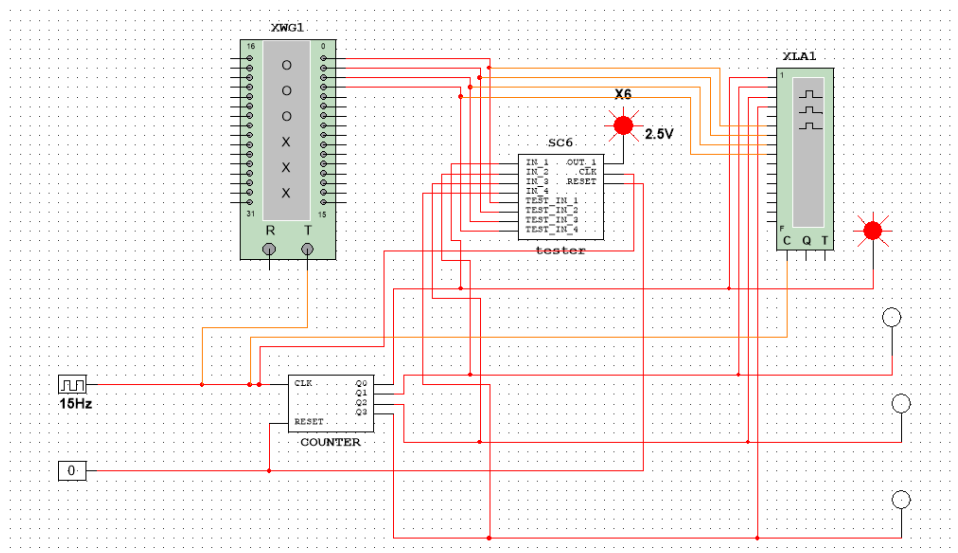 XWG1
16 0
O
O
O
X
X
X
31 15
R T
XLA1
1
F
C Q T
X6
2.5V
SC6
IN_1 OUT_1
IN_2 CLK
IN_3 RESET
IN_4
TEST_IN_1
TEST_IN_2
TEST_IN_3
TEST_IN_4
tester
15Hz
CLK Q0
Q1
Q2
Q3
RESET
COUNTER
0